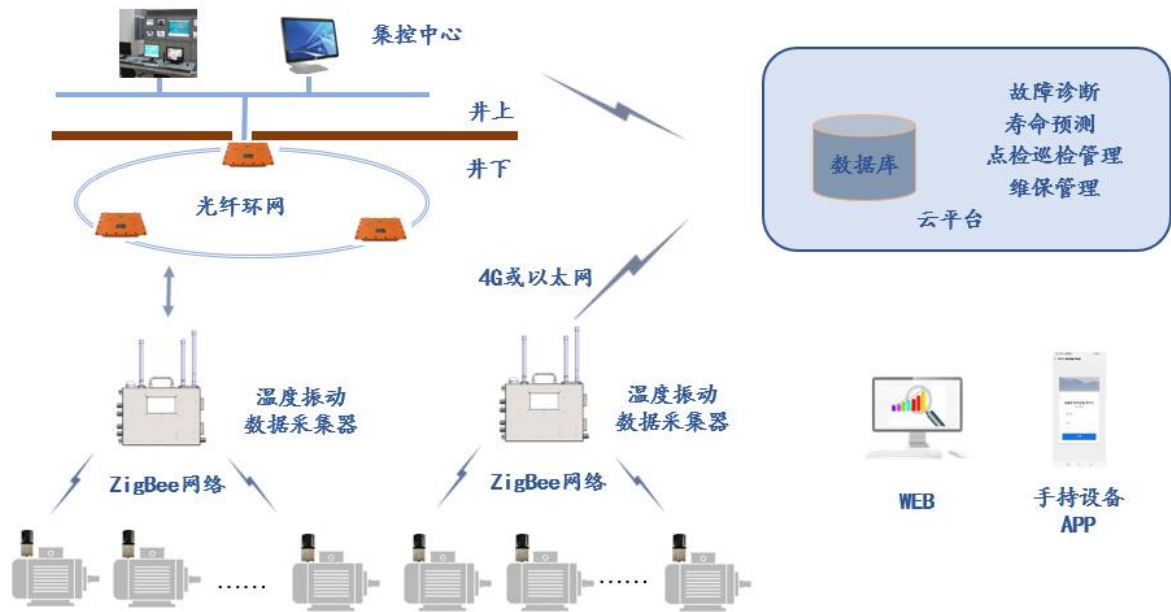 集控中心
井上
井下
光纤环网
4G或以太网
故障诊断
寿命预测
点检巡检管理
维保管理
数据库
云平台
温度振动
数据采集器
温度振动
数据采集器
ZigBee网络
ZigBee网络
......
......
WEB
手持设备
APP